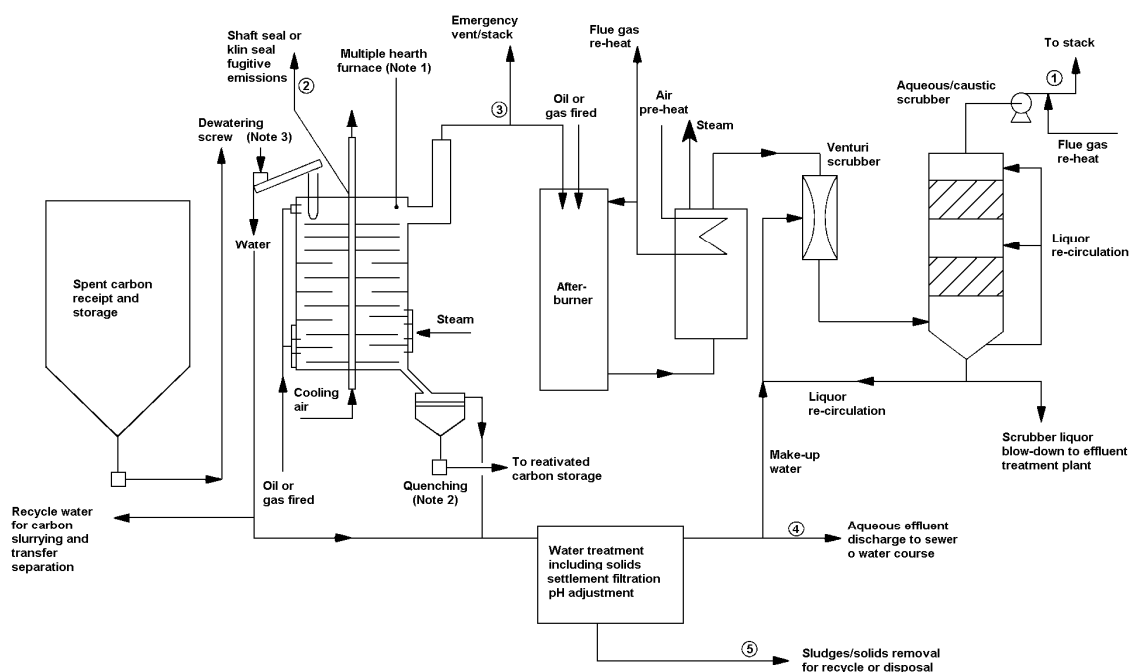 Shaft seal or
klin seal
fugitive
emissions
2
Multiple hearth
furnace (Note 1)
Emergency
vent/stack
3
Flue gas
re-heat
Oil or
gas fired
Air
pre-heat
Steam
Venturi
scrubber
Aqueous/caustic
scrubber
1
To stack
Flue gas
re-heat
Dewatering
screw
(Note 3)
Water
Spent carbon
receipt and
storage
Steam
After-
burner
Liquor
re-circulation
Cooling
air
Liquor
re-circulation
Oil or
gas fired
Quenching
(Note 2)
To reativated
carbon storage
Make-up
water
Scrubber liquor
blow-down to effluent
treatment plant
Recycle water
for carbon
slurrying and
transfer
separation
Water treatment
including solids
settlement filtration
pH adjustment
4
Aqueous effluent
discharge to sewer
o water course
5
Sludges/solids removal
for recycle or disposal